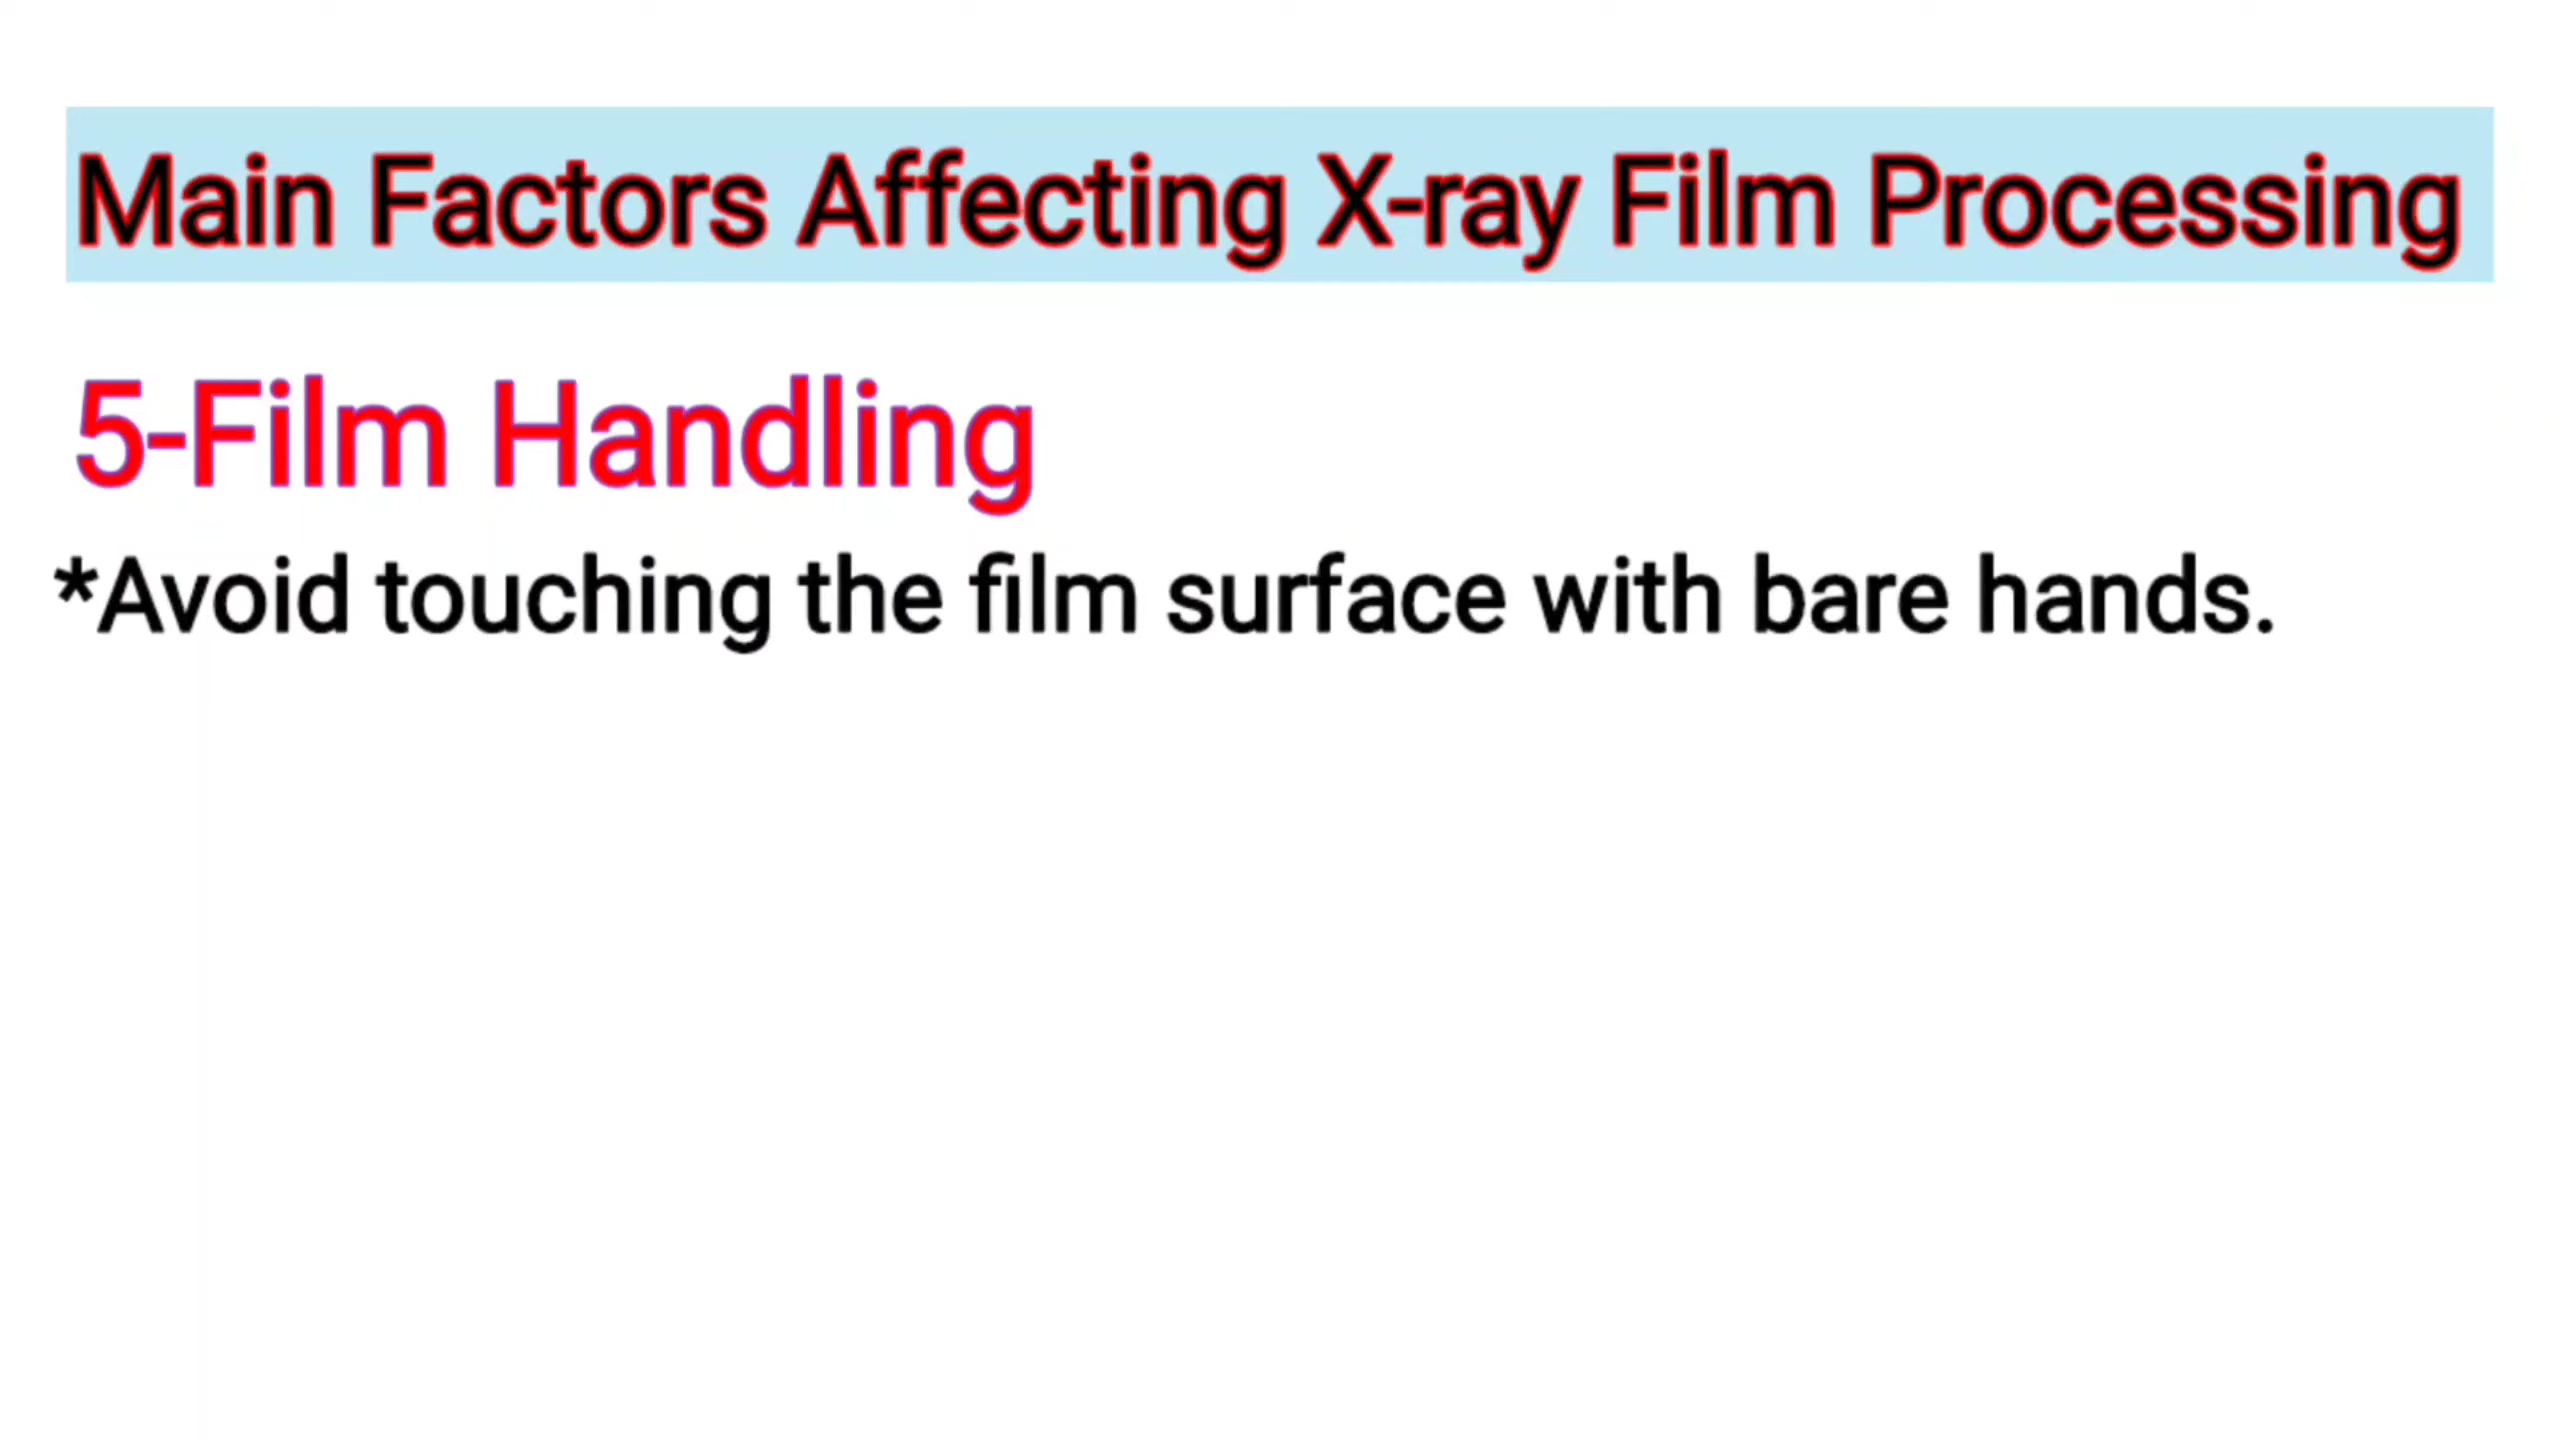 Main Factors Affecting X-ray Film Processing
5-Film Handling
*Avoid touching the film surface with bare hands.